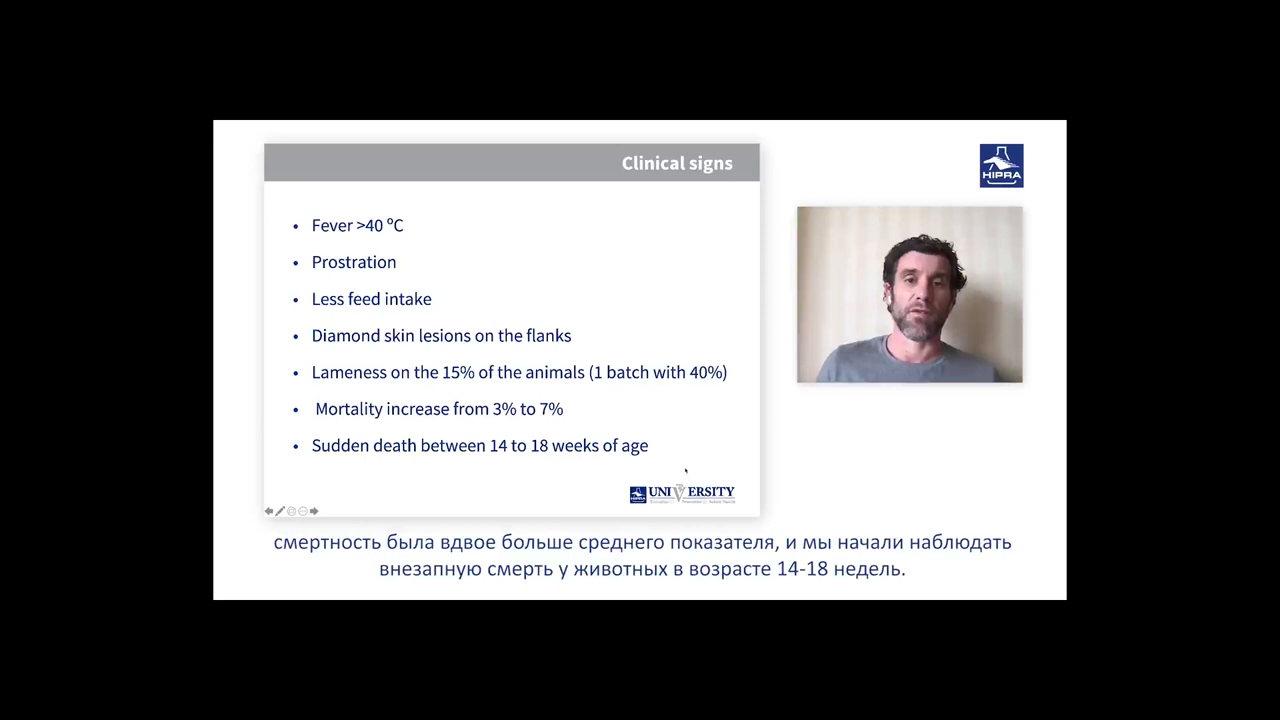 Clinical signs
HIPRA
• Fever >40 ºC
• Prostration
• Less feed intake
• Diamond skin lesions on the flanks
• Lameness on the 15% of the animals (1 batch with 40%)
• Mortality increase from 3% to 7%
• Sudden death between 14 to 18 weeks of age
HIPRA UNIVERSITY
смертность была вдвое больше среднего показателя, и мы начали наблюдать
внезапную смерть у животных в возрасте 14-18 недель.